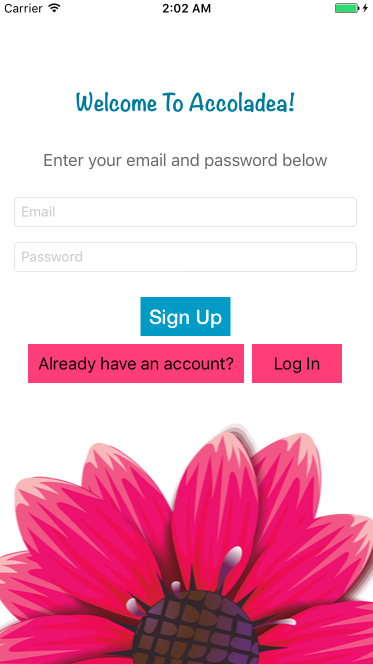 Carrier 2:02 AM
Welcome To Accoladea!
Enter your email and password below
Email
Password
Sign Up
Already have an account? Log In